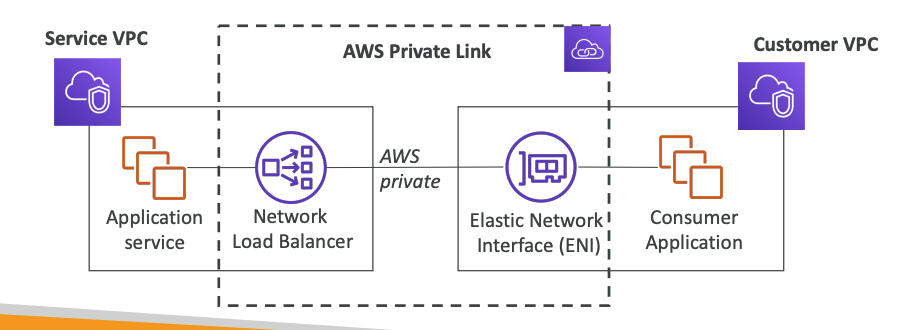 Service VPC
AWS Private Link
Customer VPC
Application
service
Network
Load Balancer
AWS
private
Elastic Network
Interface (ENI)
Consumer
Application